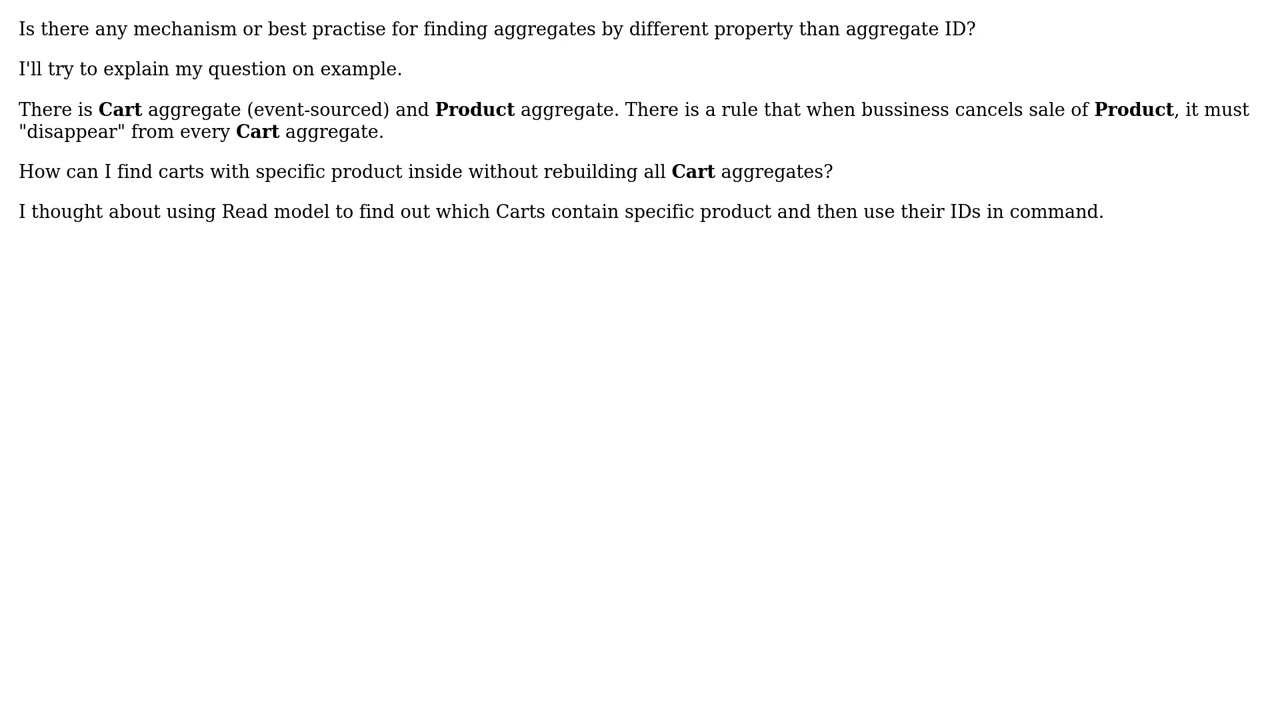 Is there any mechanism or best practise for finding aggregates by different property than aggregate ID?
I'll try to explain my question on example.
There is Cart aggregate (event-sourced) and Product aggregate. There is a rule that when bussiness cancels sale of Product, it must
"disappear" from every Cart aggregate.
How can I find carts with specific product inside without rebuilding all Cart aggregates?
I thought about using Read model to find out which Carts contain specific product and then use their IDs in command.